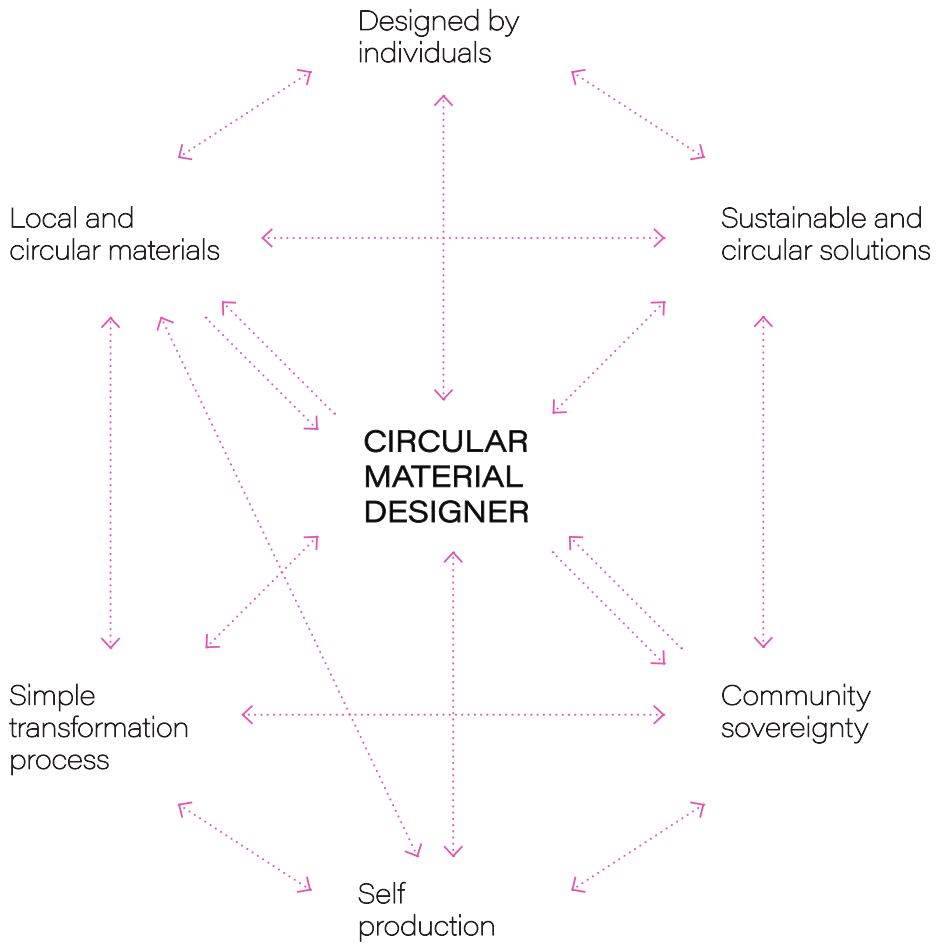 Designed by
individuals
Local and
circular materials
Sustainable and
circular solutions
CIRCULAR
MATERIAL
DESIGNER
Simple
transformation
process
Community
sovereignty
Self
production